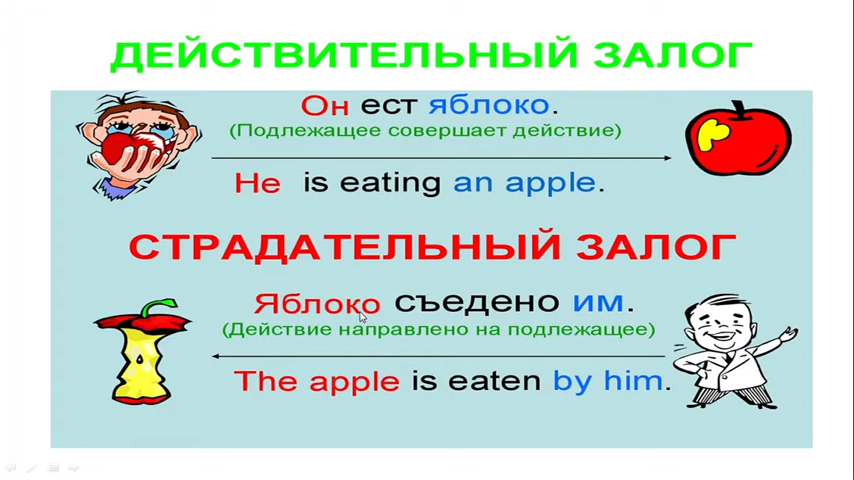 ДЕЙСТВИТЕЛЬНЫЙ ЗАЛОГ
Он ест яблоко.
(Подлежащее совершает действие)
He is eating an apple.
СТРАДАТЕЛЬНЫЙ ЗАЛОГ
Яблоко съедено им.
(Действие направлено на подлежащее)
The apple is eaten by him.